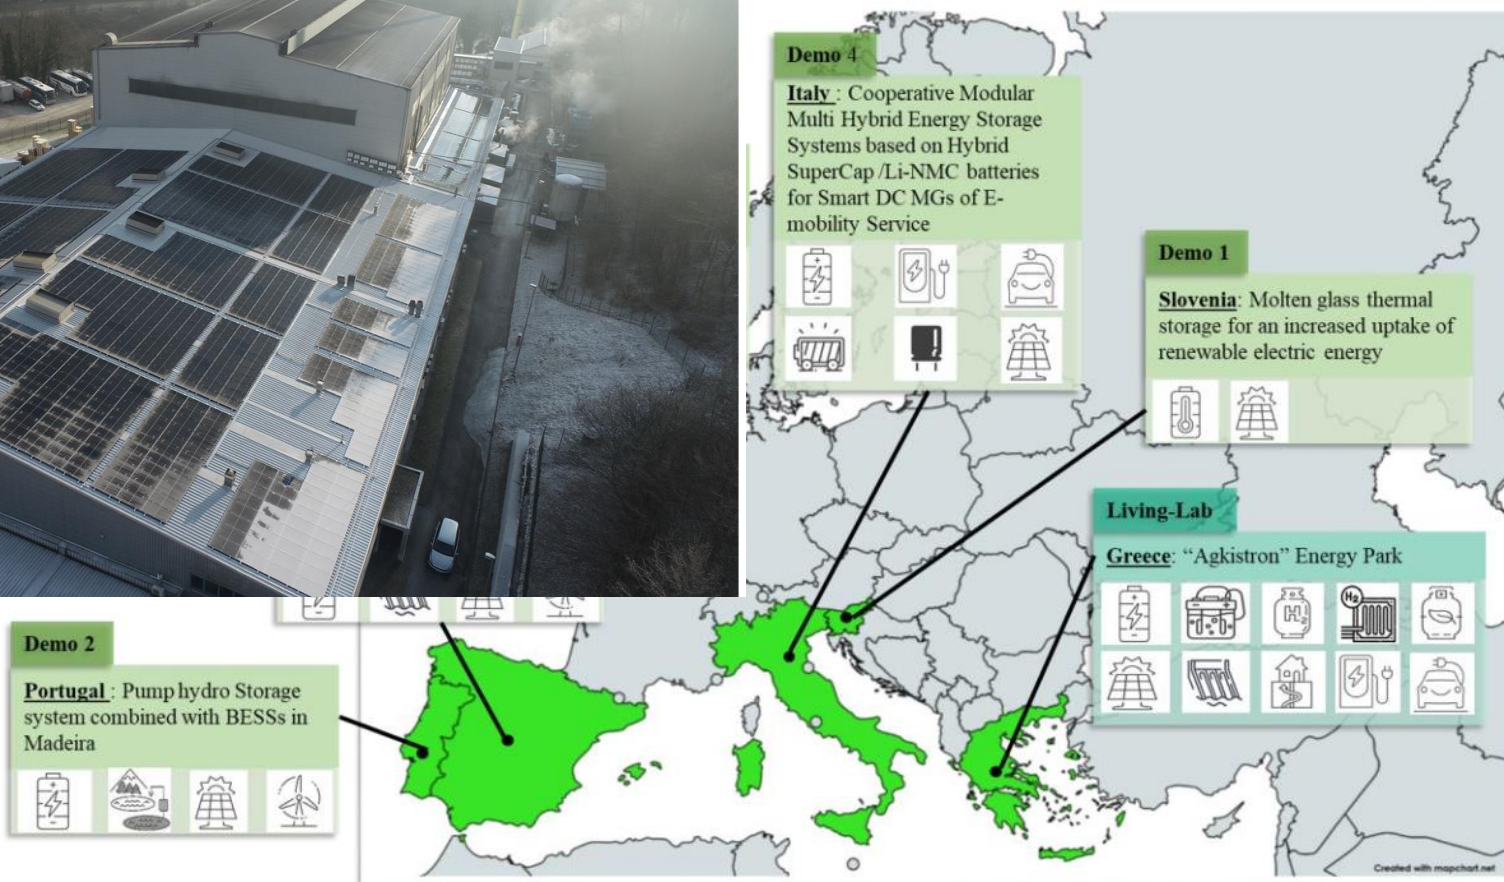 Demo 4
Italy : Cooperative Modular
Multi Hybrid Energy Storage
Systems based on Hybrid
SuperCap /Li-NMC batteries
for Smart DC MGs of E-
mobility Service
Demo 1
Slovenia: Molten glass thermal
storage for an increased uptake of
renewable electric energy
Living-Lab
Greece: “Agkistron” Energy Park
H2
H2
Demo 2
Portugal : Pump hydro Storage
system combined with BESSs in
Madeira
Created with mapchart.net